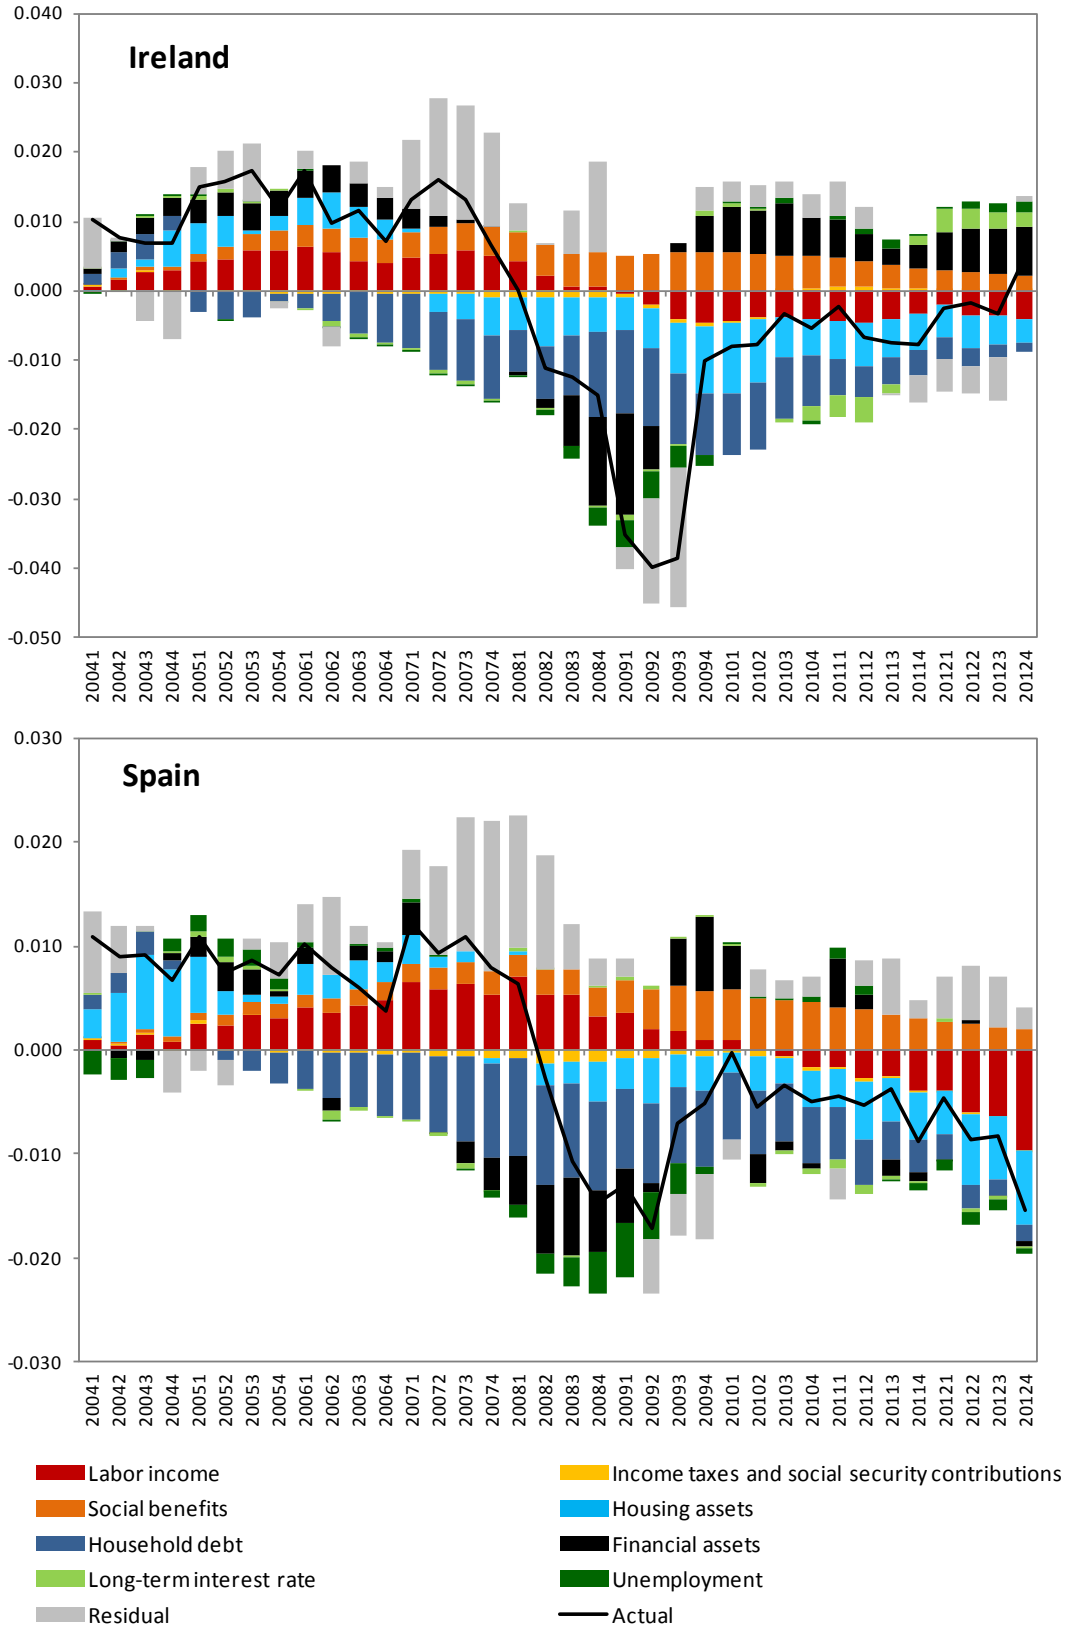 0.040
Ireland
0.030
0.020
0.010
0.000
-0.010
-0.020
-0.030
-0.040
-0.050
20041 20042 20043 20044 20051 20052 20053 20054 20061 20062 20063 20064 20071 20072 20073 20074 20081 20082 20083 20084 20091 20092 20093 20094 20101 20102 20103 20104 20111 20112 20113 20114 20121 20122 20123 20124
0.030
Spain
0.020
0.010
0.000
-0.010
-0.020
-0.030
20041 20042 20043 20044 20051 20052 20053 20054 20061 20062 20063 20064 20071 20072 20073 20074 20081 20082 20083 20084 20091 20092 20093 20094 20101 20102 20103 20104 20111 20112 20113 20114 20121 20122 20123 20124
Labor income
Income taxes and social security contributions
Social benefits
Housing assets
Household debt
Financial assets
Long-term interest rate
Unemployment
Residual
Actual